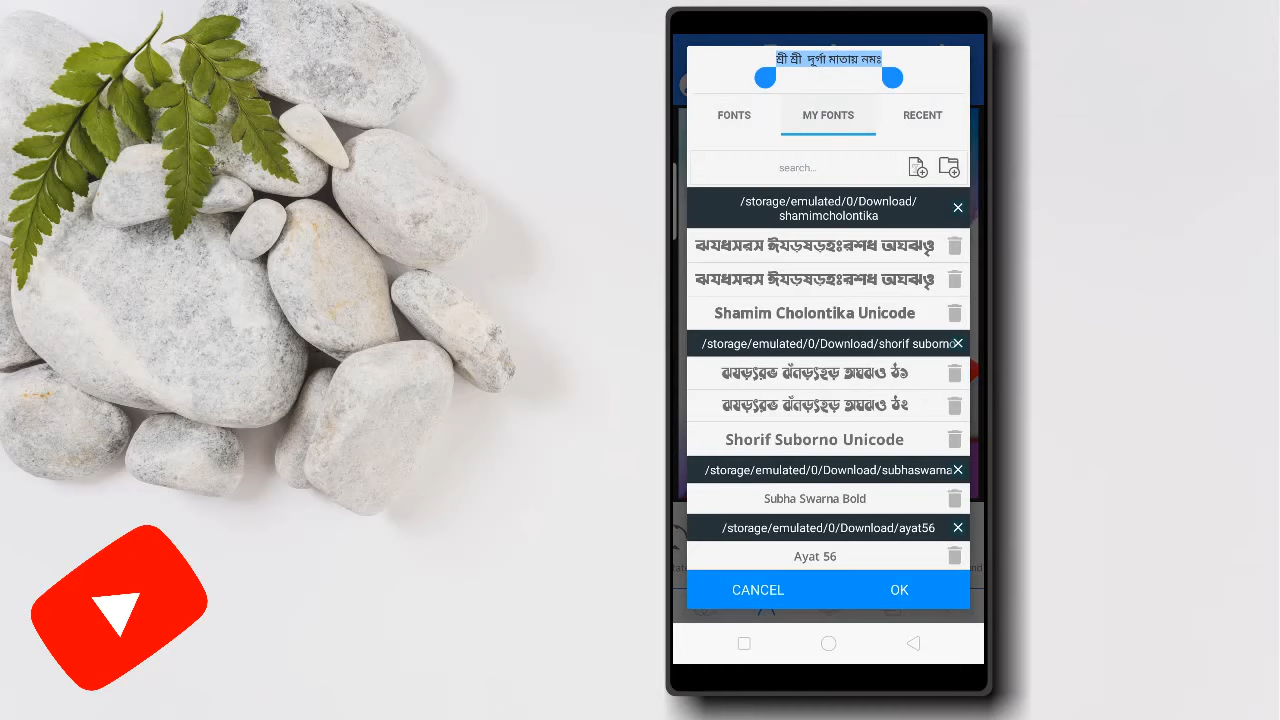 শ্রী শ্রী দূর্গা মাতায় নমঃ
FONTS MY FONTS RECENT
search...
/storage/emulated/0/Download/
shamimcholontika
ঝযধসরস ঈযড়ষড়হঃরশধ অঘঝও
ঝযধসরস ঈযড়ষড়হঃরশধ অঘঝও
Shamim Cholontika Unicode
/storage/emulated/0/Download/shorif suborno
Shorif Suborno Unicode
/storage/emulated/0/Download/subhaswarna
Subha Swarna Bold
/storage/emulated/0/Download/ayat56
Ayat 56
CANCEL OK